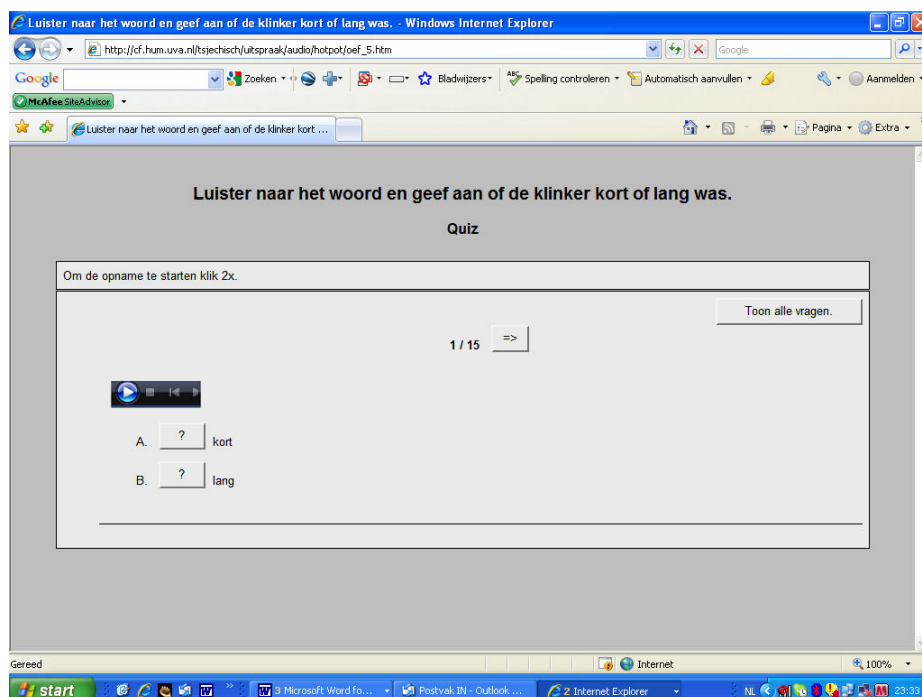 Luister naar het woord en geef aan of de klinker kort of lang was. - Windows Internet Explorer
http://cf.hum.uva.nl/tsjechisch/uitspraak/audio/hotpot/oef_5.htm
Google
Google
Zoeken
Bladwijzers
Spelling controleren
Automatisch aanvullen
Aanmelden
McAfee SiteAdvisor
Luister naar het woord en geef aan of de klinker kort ...
Pagina
Extra
Luister naar het woord en geef aan of de klinker kort of lang was.
Quiz
Om de opname te starten klik 2x.
Toon alle vragen.
1 / 15 =>
A. ? kort
B. ? lang
Gereed
Internet
100%
start
3 Microsoft Word fo...
Postvak IN - Outlook ...
2 Internet Explorer
NL
23:33